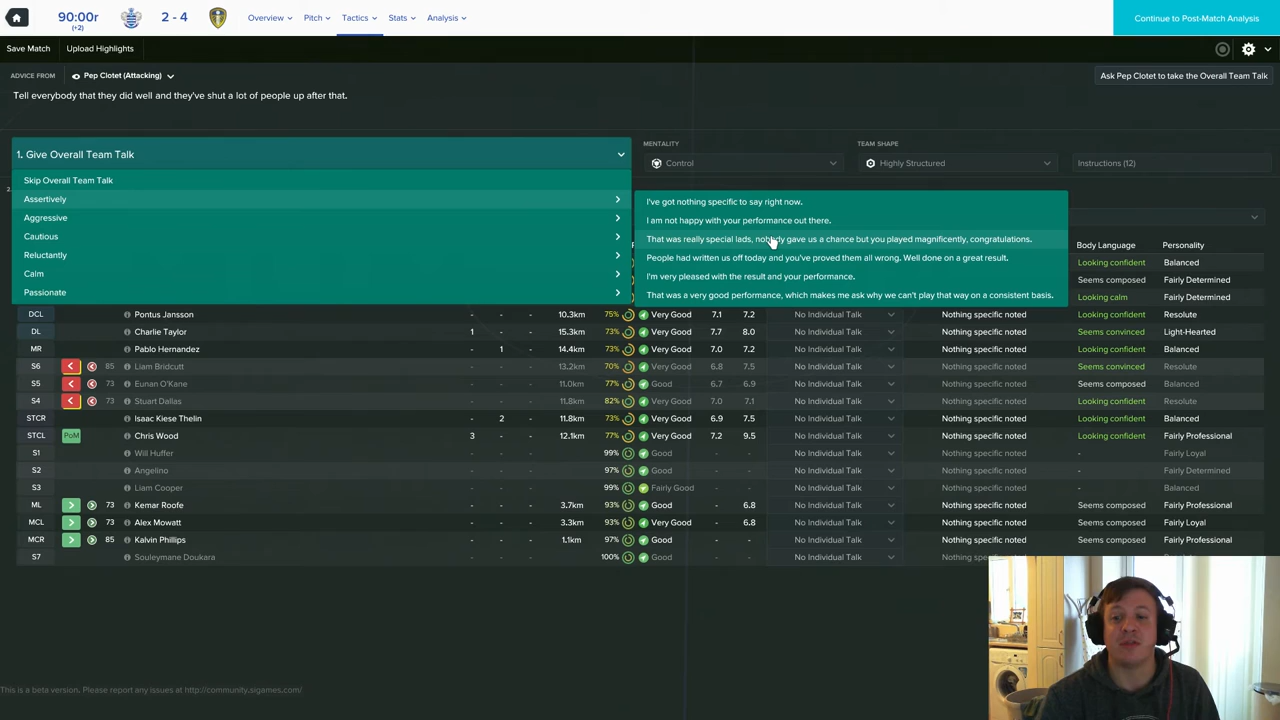 90:00r
(+2)
2 - 4
Overview
Pitch
Tactics
Stats
Analysis
Continue to Post-Match Analysis
Save Match
Upload Highlights
ADVICE FROM
Pep Clotet (Attacking)
Ask Pep Clotet to take the Overall Team Talk
Tell everybody that they did well and they've shut a lot of people up after that.
1. Give Overall Team Talk
MENTALITY
Control
TEAM SHAPE
Highly Structured
Instructions (12)
Skip Overall Team Talk
Assertively
Aggressive
Cautious
Reluctantly
Calm
Passionate
I've got nothing specific to say right now.
I am not happy with your performance out there.
That was really special lads, nobody gave us a chance but you played magnificently, congratulations.
People had written us off today and you've proved them all wrong. Well done on a great result.
I'm very pleased with the result and your performance.
That was a very good performance, which makes me ask why we can't play that way on a consistent basis.
Body Language Personality
Looking confident Balanced
Seems composed Fairly Determined
Looking calm Fairly Determined
DCL Pontus Jansson - - - 10.3km 75% Very Good 7.1 7.2 No Individual Talk Nothing specific noted Looking confident Resolute
DL Charlie Taylor 1 - - 15.3km 73% Very Good 7.7 8.0 No Individual Talk Nothing specific noted Seems convinced Light-Hearted
MR Pablo Hernandez - 1 - 14.4km 73% Very Good 7.0 7.2 No Individual Talk Nothing specific noted Looking confident Balanced
S6 85 Liam Bridcutt - - - 13.2km 70% Very Good 6.8 7.5 No Individual Talk Nothing specific noted Seems convinced Resolute
S5 73 Eunan O'Kane - - - 11.0km 77% Good 6.7 6.9 No Individual Talk Nothing specific noted Seems composed Balanced
S4 73 Stuart Dallas - - - 11.8km 82% Very Good 7.0 7.1 No Individual Talk Nothing specific noted Looking confident Resolute
STCR Isaac Kiese Thelin - 2 - 11.8km 73% Very Good 6.9 7.5 No Individual Talk Nothing specific noted Looking confident Balanced
STCL PoM Chris Wood 3 - - 12.1km 77% Very Good 7.2 9.5 No Individual Talk Nothing specific noted Looking confident Fairly Professional
S1 Will Huffer 99% Good - - No Individual Talk Nothing specific noted - Fairly Loyal
S2 Angelino 97% Good - - No Individual Talk Nothing specific noted - Fairly Determined
S3 Liam Cooper 99% Fairly Good - - No Individual Talk Nothing specific noted - Balanced
ML 73 Kemar Roofe - - - 3.7km 93% Good - 6.8 No Individual Talk Nothing specific noted Seems composed Fairly Professional
MCL 73 Alex Mowatt - - - 3.3km 93% Very Good - 6.8 No Individual Talk Nothing specific noted Seems composed Fairly Loyal
MCR 85 Kalvin Phillips - - - 1.1km 97% Good - - No Individual Talk Nothing specific noted Seems composed Fairly Professional
S7 Souleymane Doukara 100% Good - - No Individual Talk Nothing specific noted
This is a beta version. Please report any issues at http://community.sigames.com/